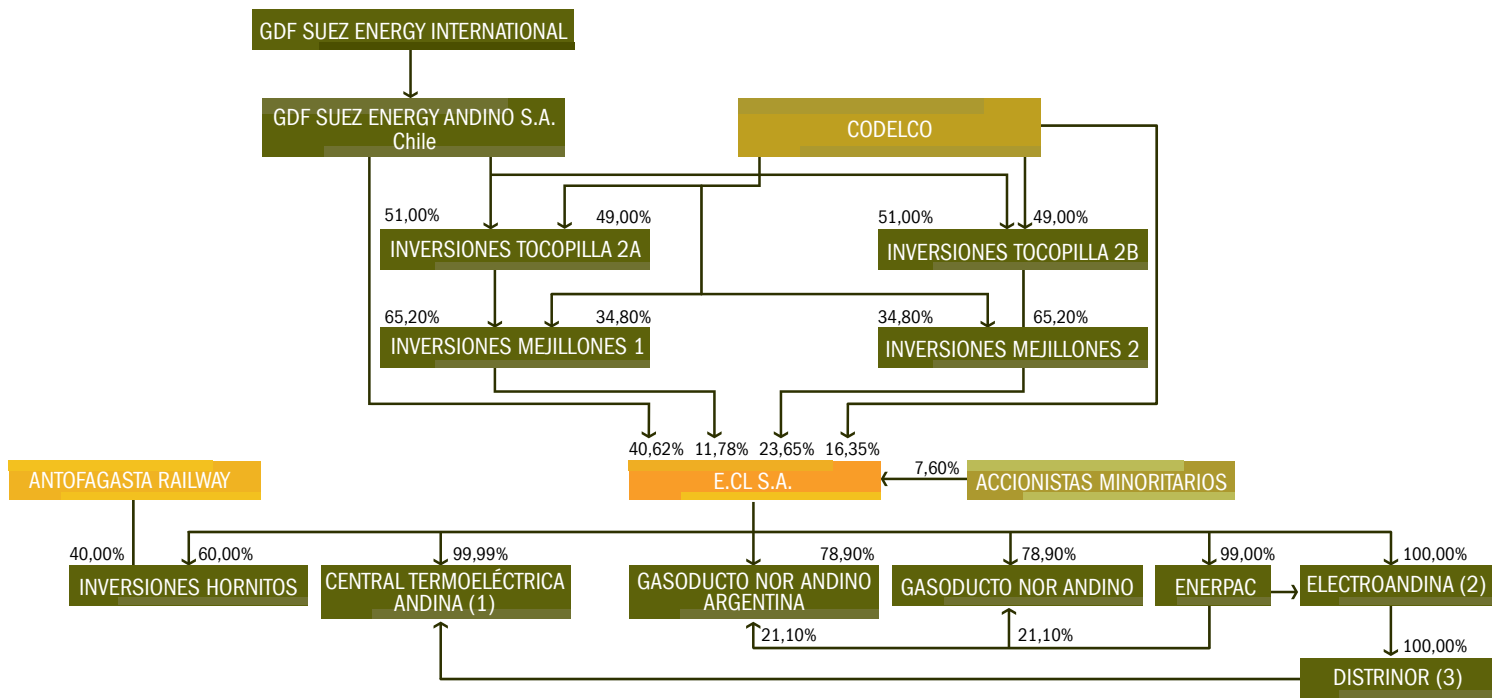 GDF SUEZ ENERGY INTERNATIONAL
GDF SUEZ ENERGY ANDINO S.A.
Chile
CODELCO
51,00%
49,00%
51,00%
49,00%
INVERSIONES TOCOPILLA 2A
INVERSIONES TOCOPILLA 2B
65,20%
34,80%
34,80%
65,20%
INVERSIONES MEJILLONES 1
INVERSIONES MEJILLONES 2
40,62%
11,78%
23,65%
16,35%
ANTOFAGASTA RAILWAY
E.CL S.A.
7,60%
ACCIONISTAS MINORITARIOS
40,00%
60,00%
99,99%
78,90%
78,90%
99,00%
100,00%
INVERSIONES HORNITOS
CENTRAL TERMOELÉCTRICA
ANDINA (1)
GASODUCTO NOR ANDINO
ARGENTINA
GASODUCTO NOR ANDINO
ENERPAC
ELECTROANDINA (2)
21,10%
21,10%
100,00%
DISTRINOR (3)